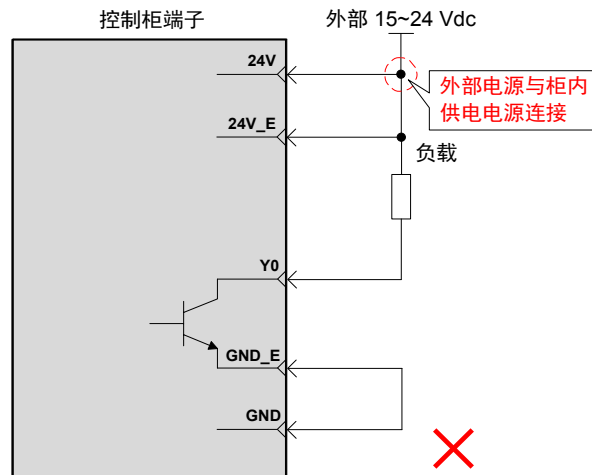 控制柜端子
外部 15~24 Vdc
24V
外部电源与柜内
供电电源连接
24V_E
负载
Y0
GND_E
GND